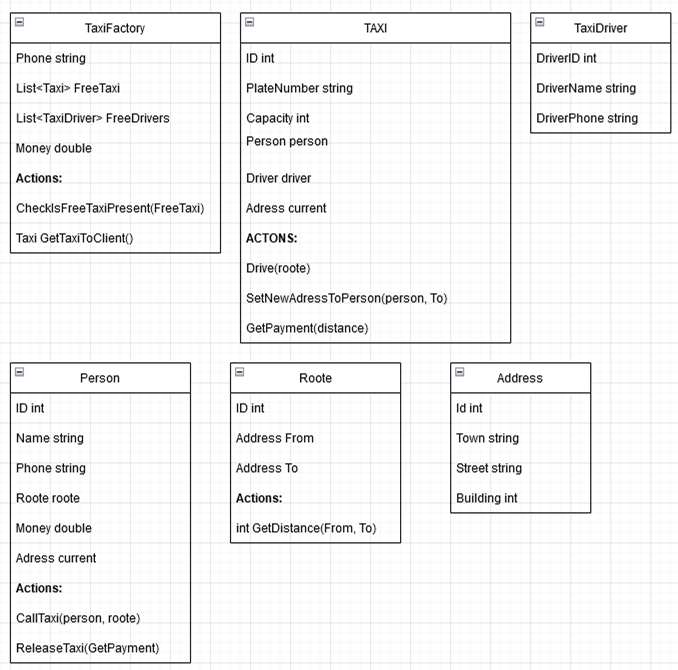 TaxiFactory
Phone string
List<Taxi> FreeTaxi
List<TaxiDriver> FreeDrivers
Money double
Actions:
CheckIsFreeTaxiPresent(FreeTaxi)
Taxi GetTaxiToClient()
TAXI
ID int
PlateNumber string
Capacity int
Person person
Driver driver
Adress current
ACTONS:
Drive(roote)
SetNewAdressToPerson(person, To)
GetPayment(distance)
TaxiDriver
DriverID int
DriverName string
DriverPhone string
Person
ID int
Name string
Phone string
Roote roote
Money double
Adress current
Actions:
CallTaxi(person, roote)
ReleaseTaxi(GetPayment)
Roote
ID int
Address From
Address To
Actions:
int GetDistance(From, To)
Address
Id int
Town string
Street string
Building int